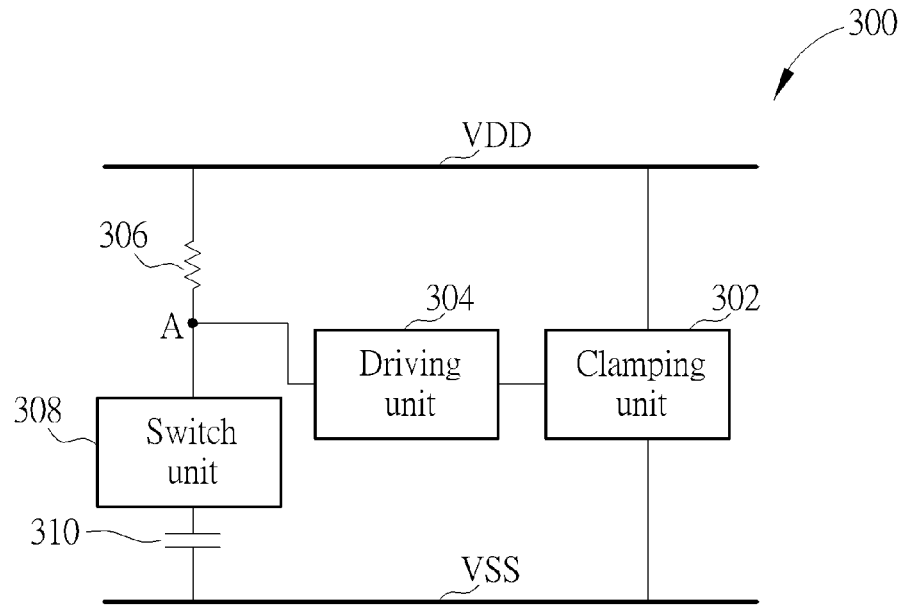 300
VDD
306
A
304
302
Driving
unit
Clamping
unit
308
Switch
unit
310
VSS